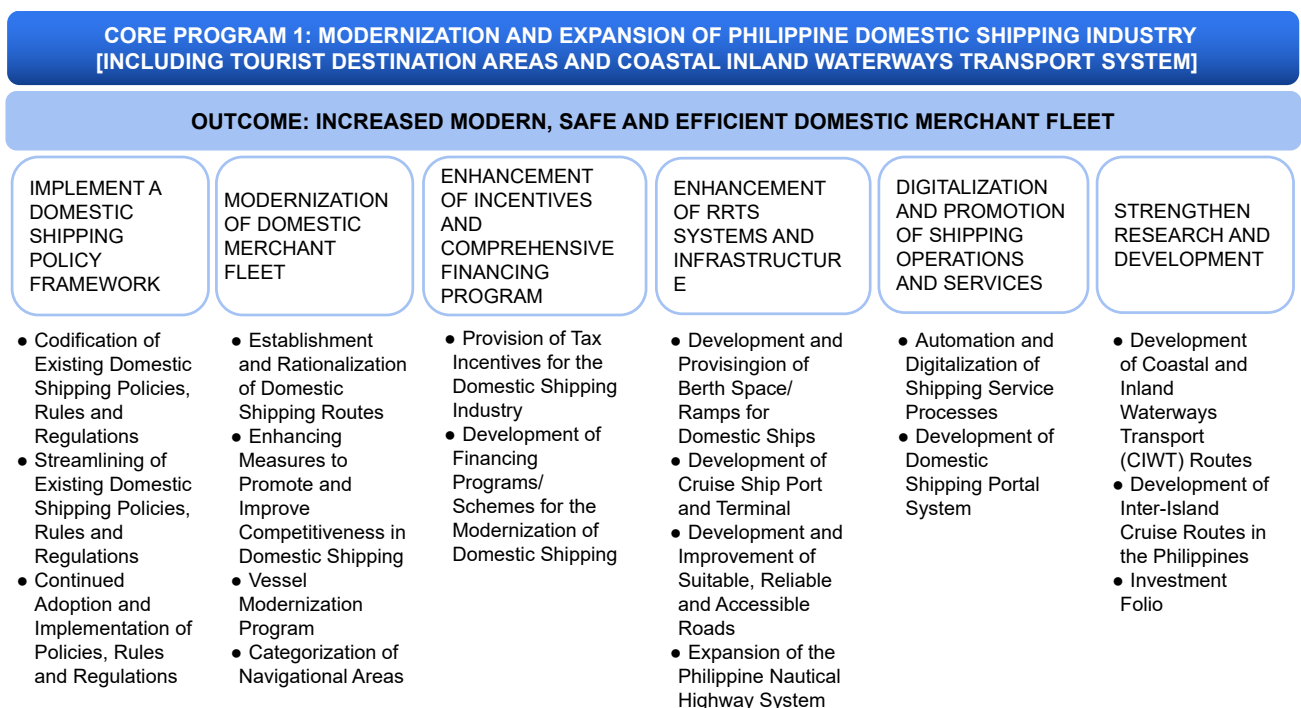 CORE PROGRAM 1: MODERNIZATION AND EXPANSION OF PHILIPPINE DOMESTIC SHIPPING INDUSTRY
[INCLUDING TOURIST DESTINATION AREAS AND COASTAL INLAND WATERWAYS TRANSPORT SYSTEM]
OUTCOME: INCREASED MODERN, SAFE AND EFFICIENT DOMESTIC MERCHANT FLEET
IMPLEMENT A
DOMESTIC
SHIPPING
POLICY
FRAMEWORK
● Codification of
Existing Domestic
Shipping Policies,
Rules and
Regulations
● Streamlining of
Existing Domestic
Shipping Policies,
Rules and
Regulations
● Continued
Adoption and
Implementation of
Policies, Rules
and Regulations
MODERNIZATION
OF DOMESTIC
MERCHANT
FLEET
● Establishment
and Rationalization
of Domestic
Shipping Routes
● Enhancing
Measures to
Promote and
Improve
Competitiveness in
Domestic Shipping
● Vessel
Modernization
Program
● Categorization of
Navigational Areas
ENHANCEMENT
OF INCENTIVES
AND
COMPREHENSIVE
FINANCING
PROGRAM
● Provision of Tax
Incentives for the
Domestic Shipping
Industry
● Development of
Financing
Programs/
Schemes for the
Modernization of
Domestic Shipping
ENHANCEMENT
OF RRTS
SYSTEMS AND
INFRASTRUCTUR
E
● Development and
Provisingion of
Berth Space/
Ramps for
Domestic Ships
● Development of
Cruise Ship Port
and Terminal
● Development and
Improvement of
Suitable, Reliable
and Accessible
Roads
● Expansion of the
Philippine Nautical
Highway System
DIGITALIZATION
AND PROMOTION
OF SHIPPING
OPERATIONS
AND SERVICES
● Automation and
Digitalization of
Shipping Service
Processes
● Development of
Domestic
Shipping Portal
System
STRENGTHEN
RESEARCH AND
DEVELOPMENT
● Development
of Coastal and
Inland
Waterways
Transport
(CIWT) Routes
● Development of
Inter-Island
Cruise Routes in
the Philippines
● Investment
Folio